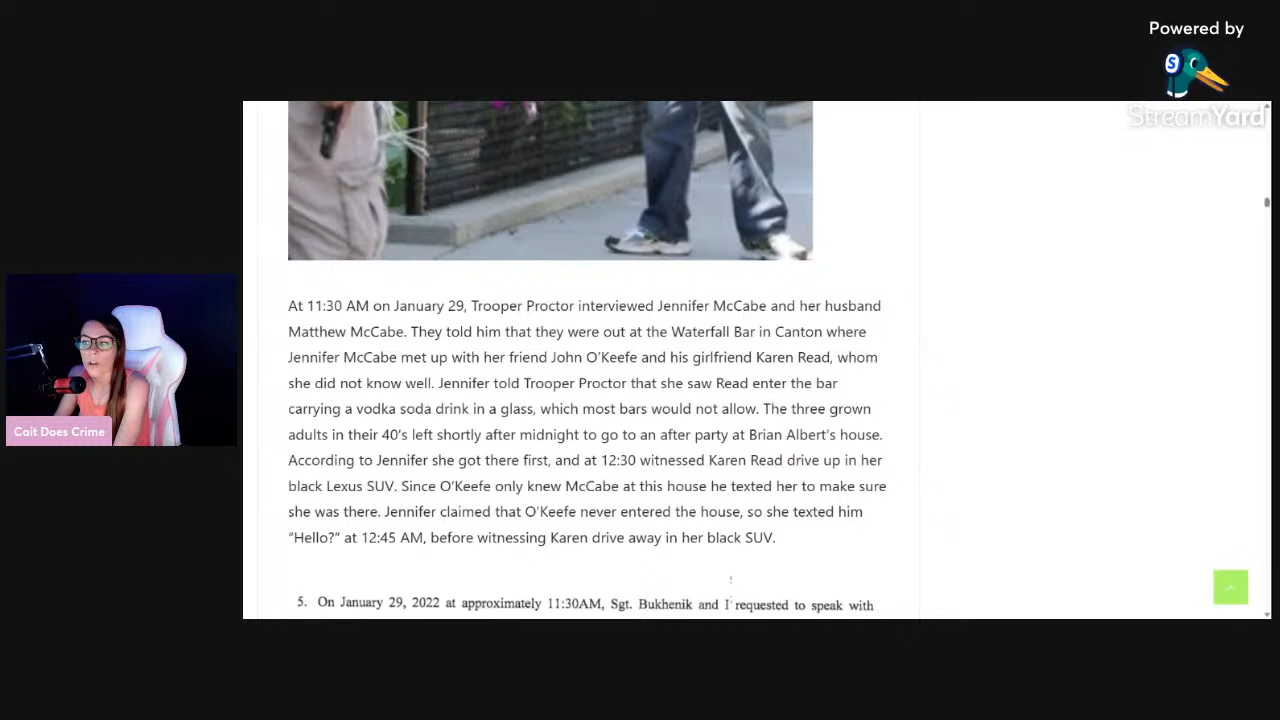 Powered by
S
StreamYard
At 11:30 AM on January 29, Trooper Proctor interviewed Jennifer McCabe and her husband
Matthew McCabe. They told him that they were out at the Waterfall Bar in Canton where
Jennifer McCabe met up with her friend John O’Keefe and his girlfriend Karen Read, whom
she did not know well. Jennifer told Trooper Proctor that she saw Read enter the bar
carrying a vodka soda drink in a glass, which most bars would not allow. The three grown
adults in their 40’s left shortly after midnight to go to an after party at Brian Albert’s house.
According to Jennifer she got there first, and at 12:30 witnessed Karen Read drive up in her
black Lexus SUV. Since O’Keefe only knew McCabe at this house he texted her to make sure
she was there. Jennifer claimed that O’Keefe never entered the house, so she texted him
“Hello?” at 12:45 AM, before witnessing Karen drive away in her black SUV.
5. On January 29, 2022 at approximately 11:30AM, Sgt. Bukhenik and I requested to speak with
Cait Does Crime